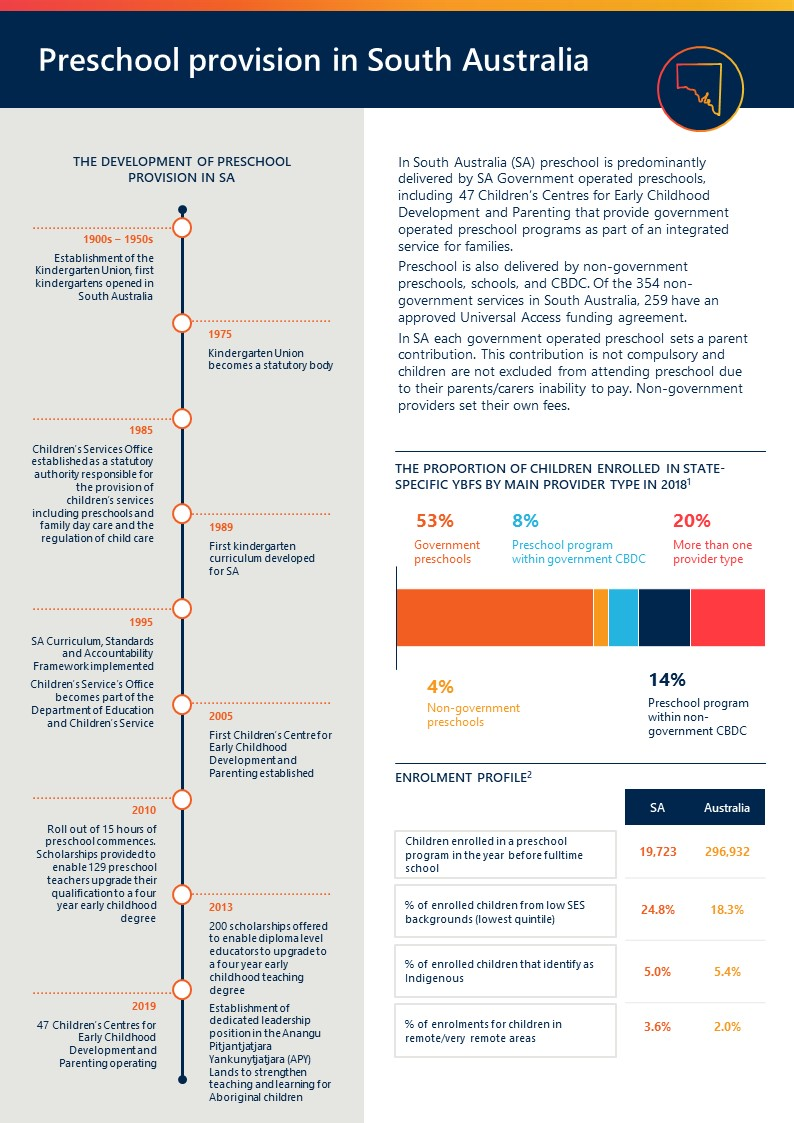 Preschool provision in South Australia
THE DEVELOPMENT OF PRESCHOOL
PROVISION IN SA
1900s – 1950s
Establishment of the
Kindergarten Union, first
kindergartens opened in
South Australia
1975
Kindergarten Union
becomes a statutory body
1985
Children's Services Office
established as a statutory
authority responsible for
the provision of
children's services
including preschools and
family day care and the
regulation of child care
1989
First kindergarten
curriculum developed
for SA
1995
SA Curriculum, Standards
and Accountability
Framework implemented
Children's Service's Office
becomes part of the
Department of Education
and Children's Service
2005
First Children's Centre for
Early Childhood
Development and
Parenting established
2010
Roll out of 15 hours of
preschool commences.
Scholarships provided to
enable 129 preschool
teachers upgrade their
qualification to a four
year early childhood
degree
2013
200 scholarships offered
to enable diploma level
educators to upgrade to
a four year early
childhood teaching
degree
Establishment of
dedicated leadership
position in the Anangu
Pitjantjatjara
Yankunytjatjara (APY)
Lands to strengthen
teaching and learning for
Aboriginal children
2019
47 Children's Centres for
Early Childhood
Development and
Parenting operating
In South Australia (SA) preschool is predominantly
delivered by SA Government operated preschools,
including 47 Children's Centres for Early Childhood
Development and Parenting that provide government
operated preschool programs as part of an integrated
service for families.
Preschool is also delivered by non-government
preschools, schools, and CBDC. Of the 354 non-
government services in South Australia, 259 have an
approved Universal Access funding agreement.
In SA each government operated preschool sets a parent
contribution. This contribution is not compulsory and
children are not excluded from attending preschool due
to their parents/carers inability to pay. Non-government
providers set their own fees.
THE PROPORTION OF CHILDREN ENROLLED IN STATE-
SPECIFIC YBFS BY MAIN PROVIDER TYPE IN 2018¹
53%
Government
preschools
8%
Preschool program
within government CBDC
20%
More than one
provider type
4%
Non-government
preschools
14%
Preschool program
within non-
government CBDC
ENROLMENT PROFILE²
SA Australia
Children enrolled in a preschool
program in the year before fulltime
school
19,723 296,932
% of enrolled children from low SES
backgrounds (lowest quintile)
24.8% 18.3%
% of enrolled children that identify as
Indigenous
5.0% 5.4%
% of enrolments for children in
remote/very remote areas
3.6% 2.0%